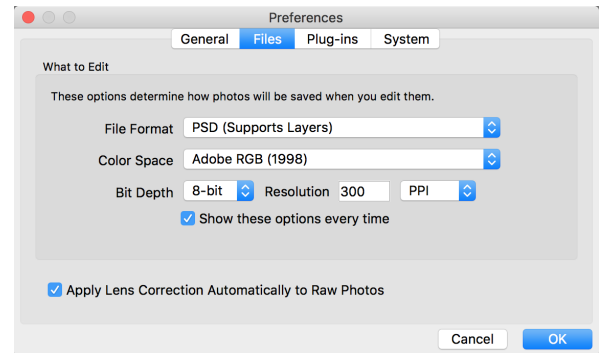 Preferences
General Files Plug-ins System
What to Edit
These options determine how photos will be saved when you edit them.
File Format PSD (Supports Layers)
Color Space Adobe RGB (1998)
Bit Depth 8-bit Resolution 300 PPI
Show these options every time
Apply Lens Correction Automatically to Raw Photos
Cancel OK